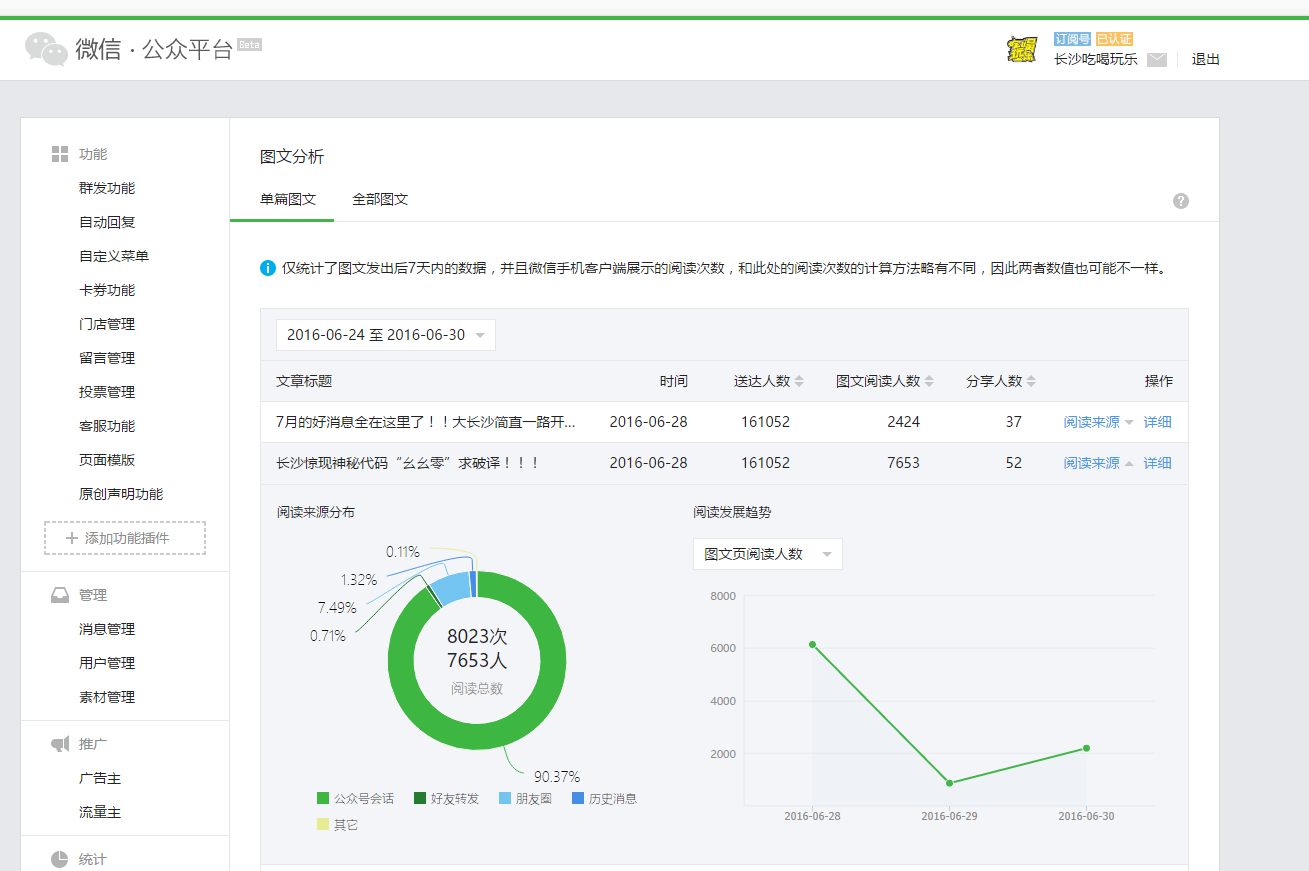 微信 · 公众平台 Beta
订阅号 已认证
长沙吃喝玩乐 退出
功能
群发功能
自动回复
自定义菜单
卡券功能
门店管理
留言管理
投票管理
客服功能
页面模版
原创声明功能
添加功能插件
管理
消息管理
用户管理
素材管理
推广
广告主
流量主
统计
图文分析
单篇图文 全部图文
仅统计了图文发出后7天内的数据，并且微信手机客户端展示的阅读次数，和此处的阅读次数的计算方法略有不同，因此两者数值也可能不一样。
2016-06-24 至 2016-06-30
文章标题 时间 送达人数 图文阅读人数 分享人数 操作
7月的好消息全在这里了！！大长沙简直一路开... 2016-06-28 161052 2424 37 阅读来源 详细
长沙惊现神秘代码“幺幺零”求破译！！！ 2016-06-28 161052 7653 52 阅读来源 详细
阅读来源分布
0.11%
1.32%
7.49%
0.71%
8023次
7653人
阅读总数
90.37%
公众号会话 好友转发 朋友圈 历史消息
其它
阅读发展趋势
图文页阅读人数
8000
6000
4000
2000
2016-06-28 2016-06-29 2016-06-30